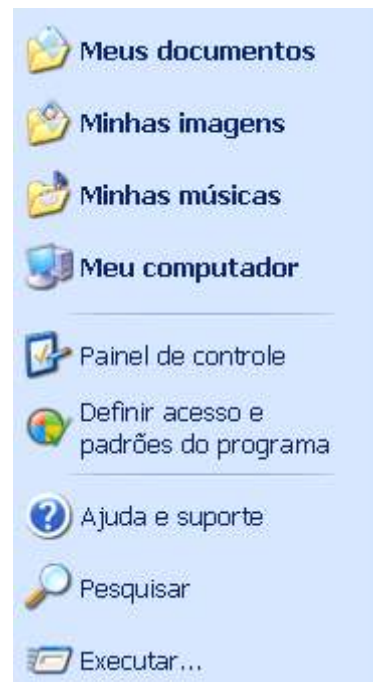 Meus documentos
Minhas imagens
Minhas músicas
Meu computador
Painel de controle
Definir acesso e
padrões do programa
Ajuda e suporte
Pesquisar
Executar...